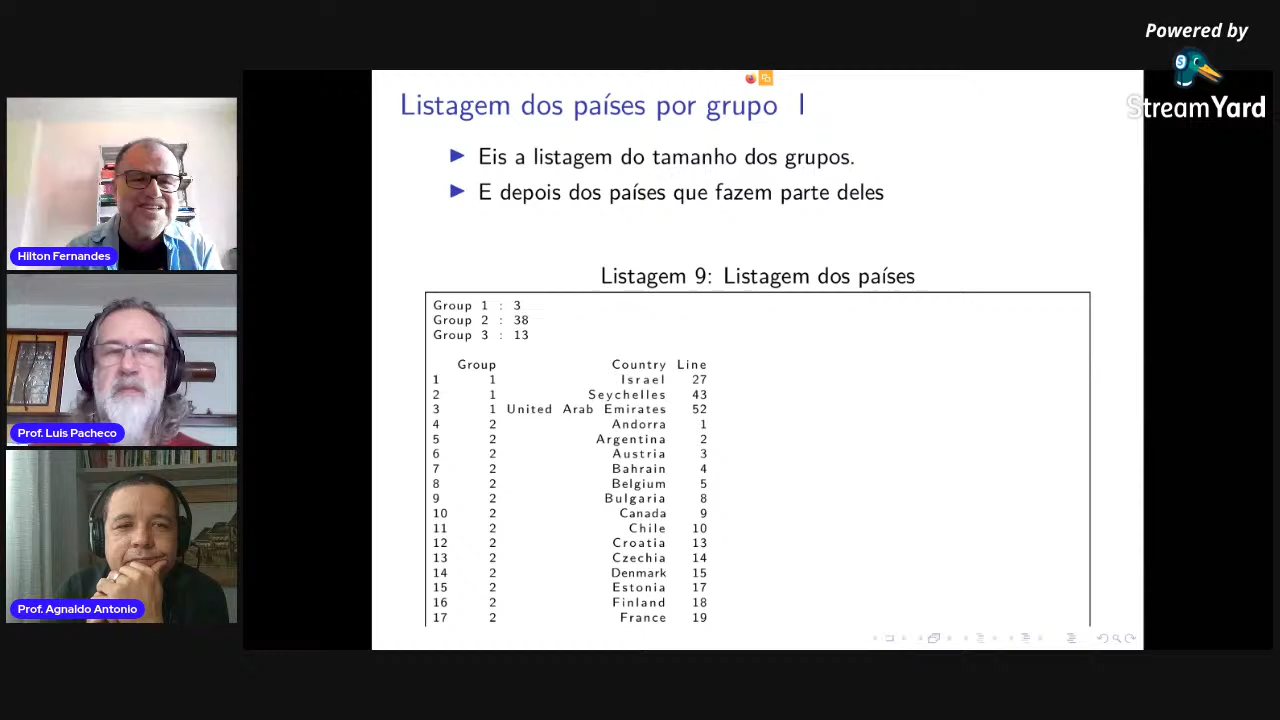 Powered by
StreamYard
Listagem dos países por grupo I
Eis a listagem do tamanho dos grupos.
E depois dos países que fazem parte deles
Listagem 9: Listagem dos países
Group 1 : 3
Group 2 : 38
Group 3 : 13
Group Country Line
1 1 Israel 27
2 1 Seychelles 43
3 1 United Arab Emirates 52
4 2 Andorra 1
5 2 Argentina 2
6 2 Austria 3
7 2 Bahrain 4
8 2 Belgium 5
9 2 Bulgaria 8
10 2 Canada 9
11 2 Chile 10
12 2 Croatia 13
13 2 Czechia 14
14 2 Denmark 15
15 2 Estonia 17
16 2 Finland 18
17 2 France 19
Hilton Fernandes
Prof. Luis Pacheco
Prof. Agnaldo Antonio